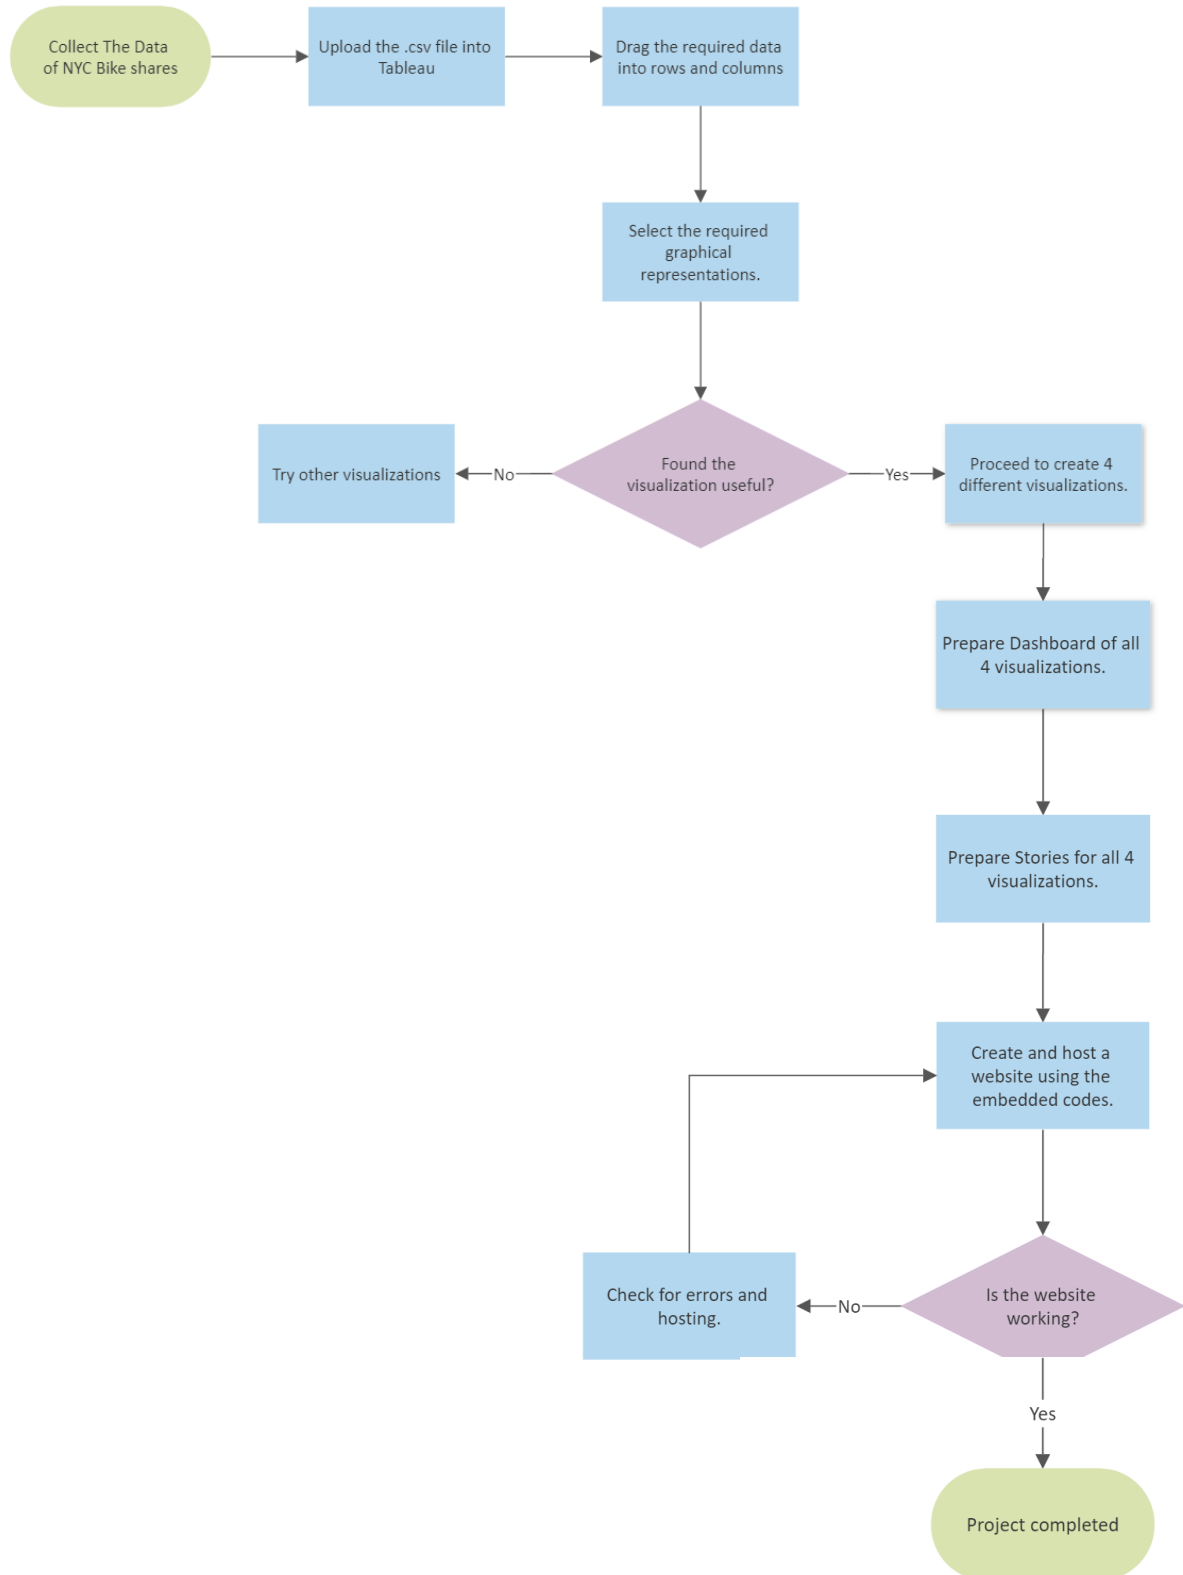 Collect The Data
of NYC Bike shares
Upload the .csv file into
Tableau
Drag the required data
into rows and columns
Select the required
graphical
representations.
Found the
visualization useful?
No
Try other visualizations
Yes
Proceed to create 4
different visualizations.
Prepare Dashboard of all
4 visualizations.
Prepare Stories for all 4
visualizations.
Create and host a
website using the
embedded codes.
Is the website
working?
No
Check for errors and
hosting.
Yes
Project completed